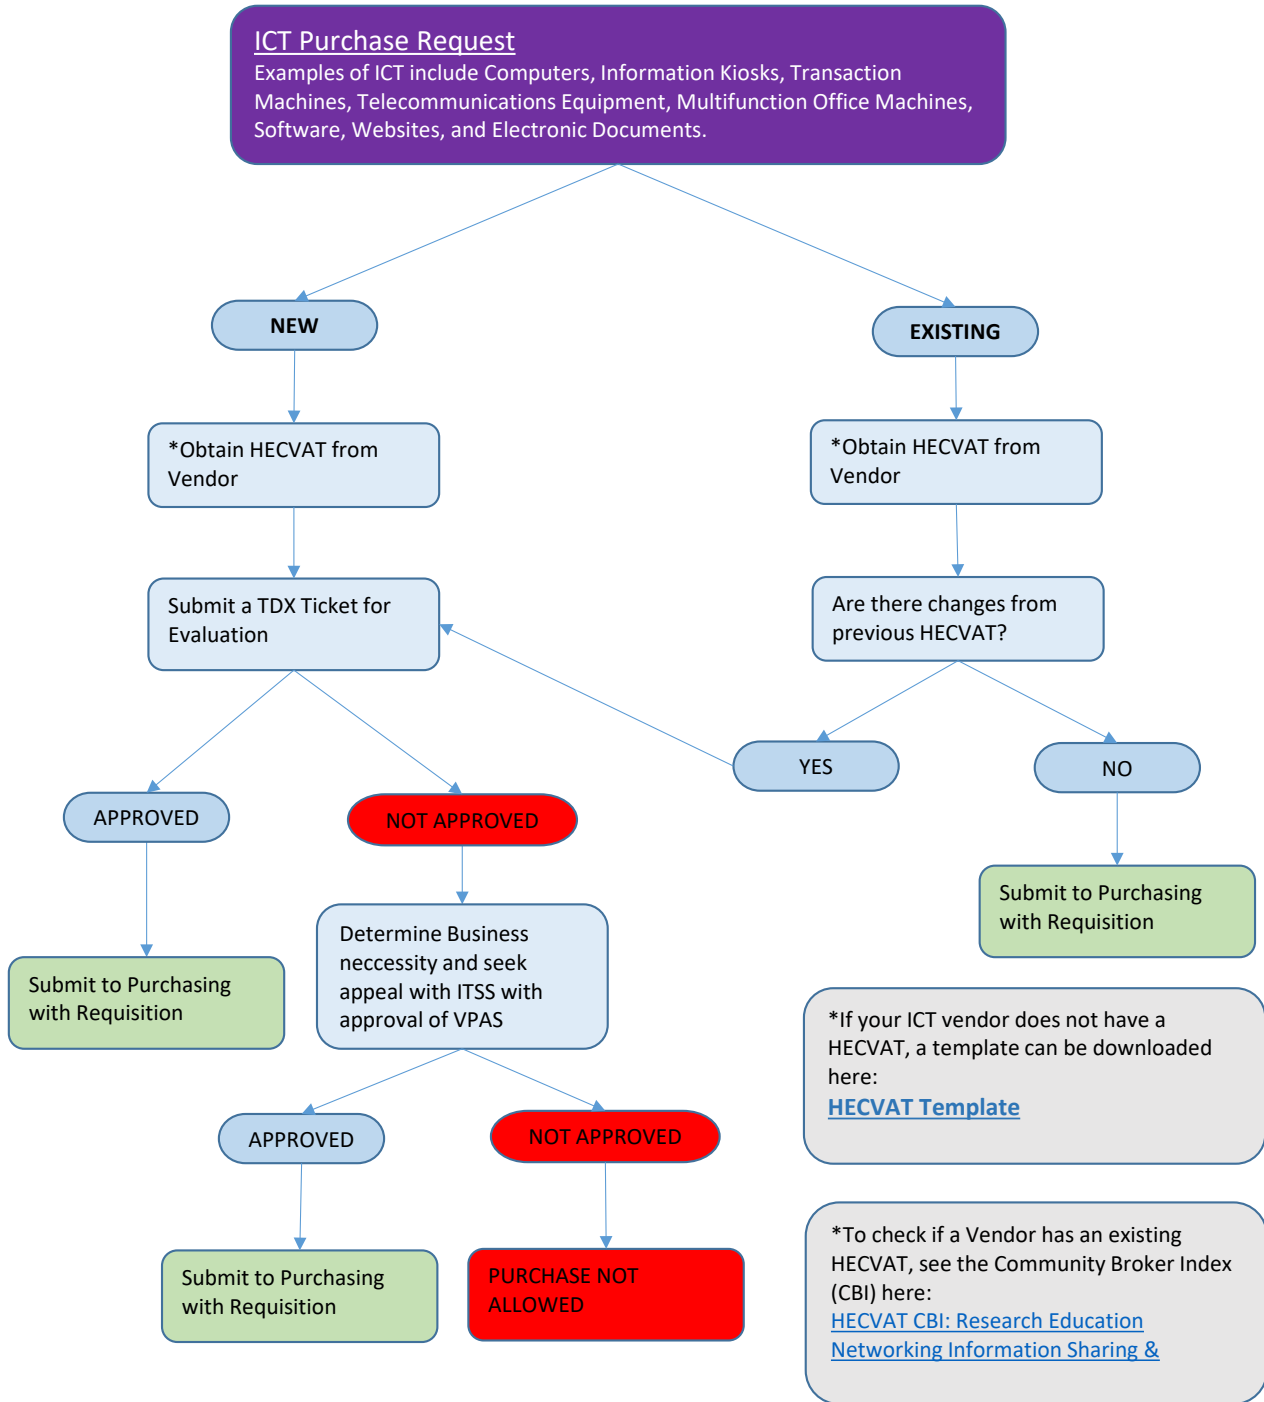 ICT Purchase Request
Examples of ICT include Computers, Information Kiosks, Transaction
Machines, Telecommunications Equipment, Multifunction Office Machines,
Software, Websites, and Electronic Documents.
NEW
EXISTING
*Obtain HECVAT from
Vendor
*Obtain HECVAT from
Vendor
Submit a TDX Ticket for
Evaluation
Are there changes from
previous HECVAT?
YES
NO
APPROVED
NOT APPROVED
Submit to Purchasing
with Requisition
Determine Business
neccessity and seek
appeal with ITSS with
approval of VPAS
Submit to Purchasing
with Requisition
*If your ICT vendor does not have a
HECVAT, a template can be downloaded
here:
HECVAT Template
APPROVED
NOT APPROVED
Submit to Purchasing
with Requisition
PURCHASE NOT
ALLOWED
*To check if a Vendor has an existing
HECVAT, see the Community Broker Index
(CBI) here:
HECVAT CBI: Research Education
Networking Information Sharing &